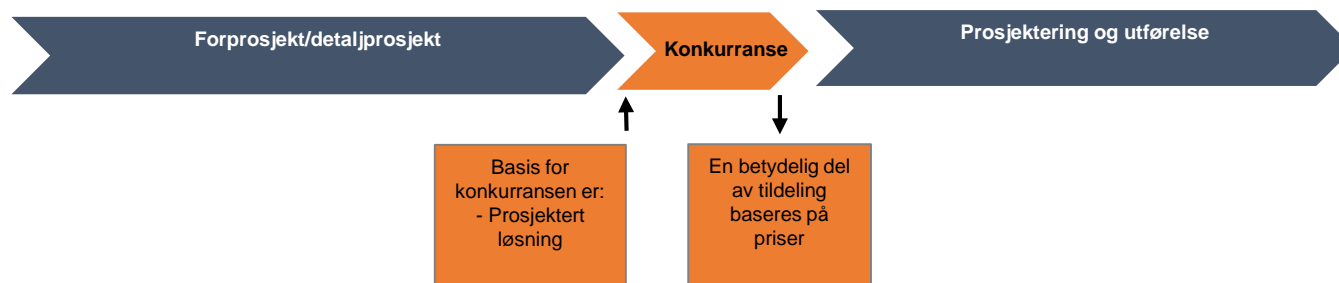 Forprosjekt/detaljprosjekt
Konkurranse
Prosjektering og utførelse
Basis for
konkurransen er:
- Prosjektert
løsning
En betydelig del
av tildeling
baseres på
priser